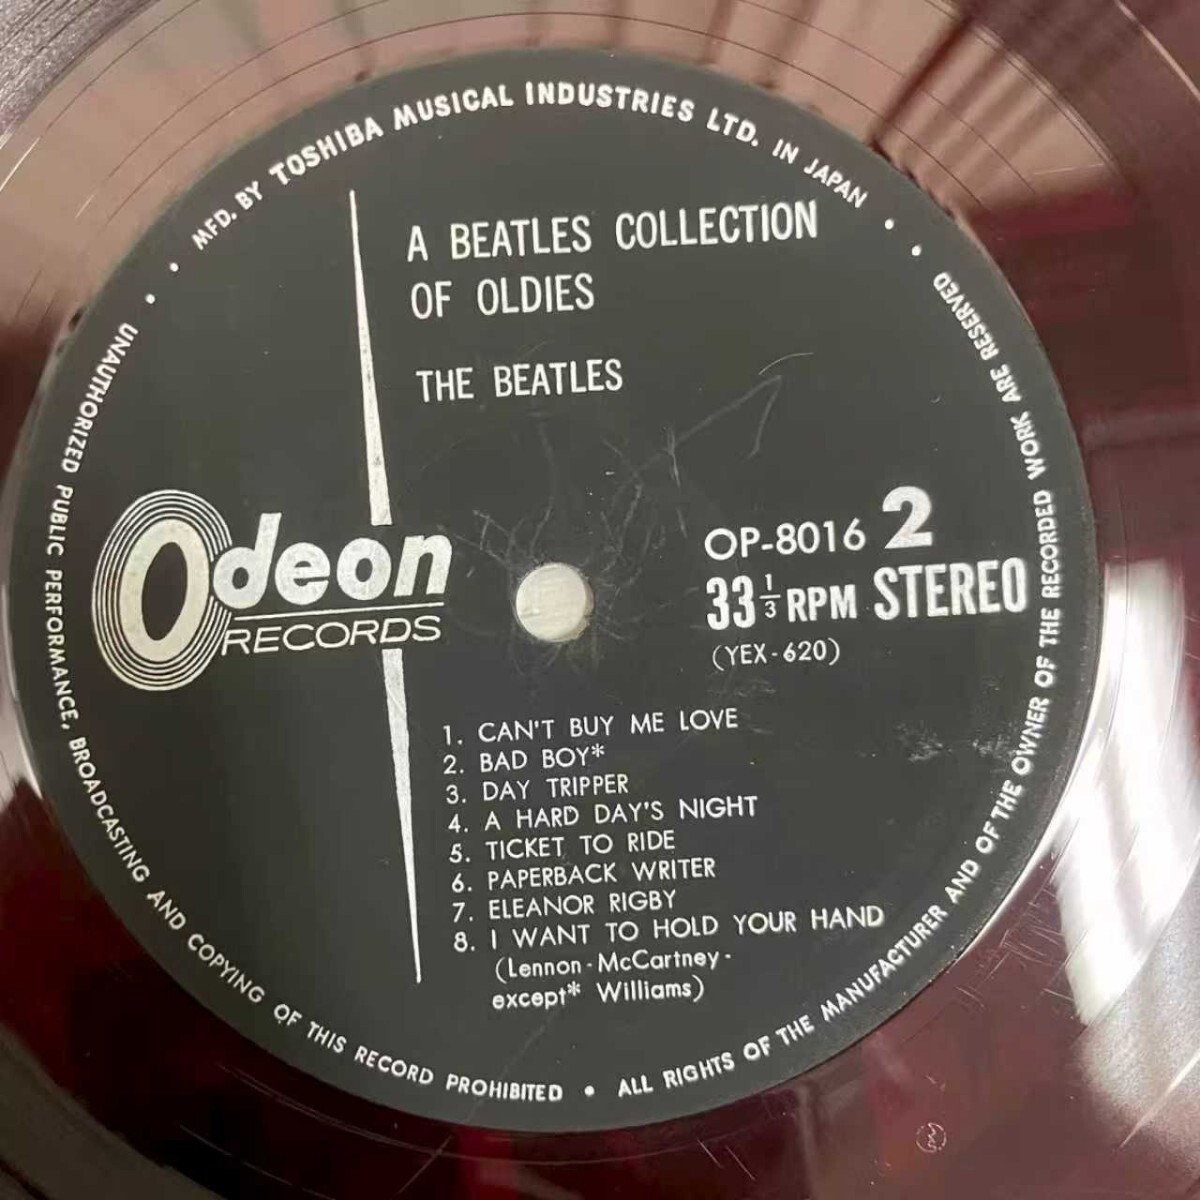 MFD. BY TOSHIBA MUSICAL INDUSTRIES LTD. IN JAPAN
A BEATLES COLLECTION
OF OLDIES
THE BEATLES
Odeon
RECORDS
OP-8016 2
33 1/3 RPM STEREO
(YEX-620)
1. CAN'T BUY ME LOVE
2. BAD BOY*
3. DAY TRIPPER
4. A HARD DAY'S NIGHT
5. TICKET TO RIDE
6. PAPERBACK WRITER
7. ELEANOR RIGBY
8. I WANT TO HOLD YOUR HAND
(Lennon-McCartney-
except* Williams)
UNAUTHORIZED PUBLIC PERFORMANCE, BROADCASTING AND COPYING OF THIS RECORD PROHIBITED • ALL RIGHTS OF THE MANUFACTURER AND OF THE OWNER OF THE RECORDED WORK ARE RESERVED